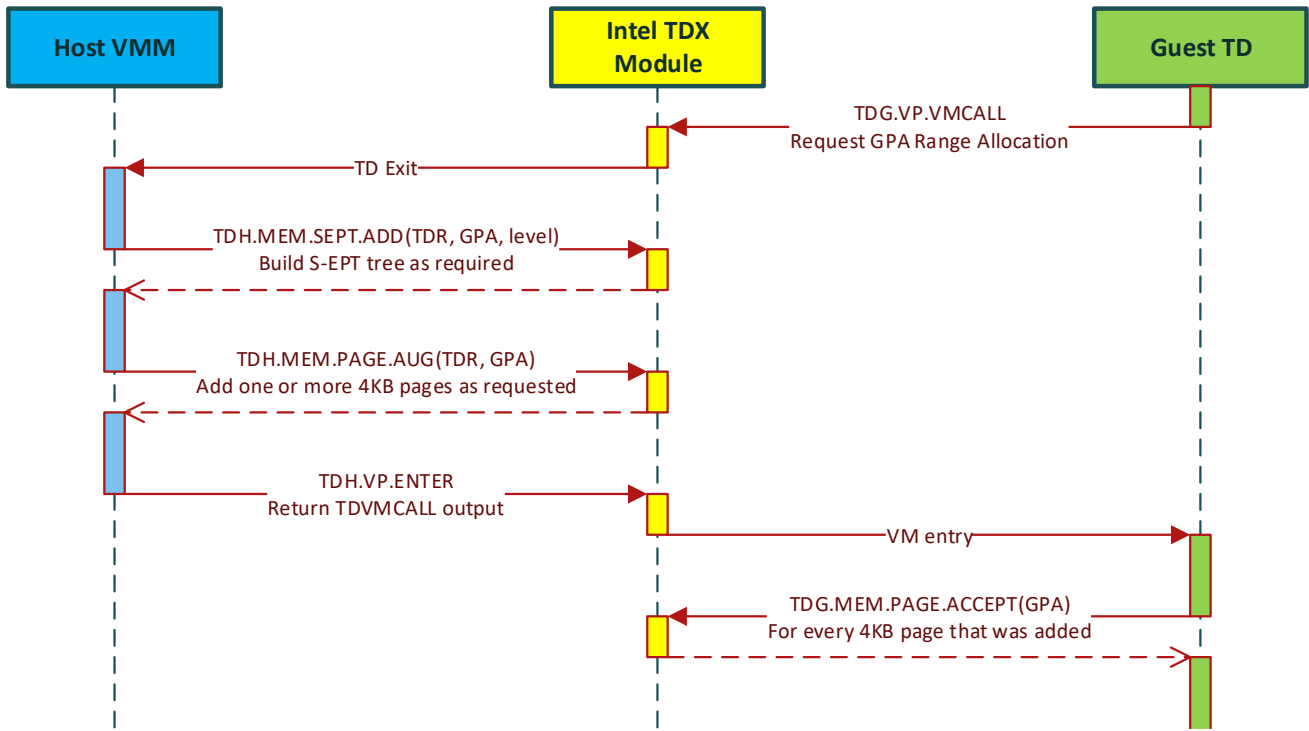 Host VMM
Intel TDX
Module
Guest TD
TDG.VP.VMCALL
Request GPA Range Allocation
TD Exit
TDH.MEM.SEPT.ADD(TDR, GPA, level)
Build S-EPT tree as required
TDH.MEM.PAGE.AUG(TDR, GPA)
Add one or more 4KB pages as requested
TDH.VP.ENTER
Return TDVMCALL output
VM entry
TDG.MEM.PAGE.ACCEPT(GPA)
For every 4KB page that was added